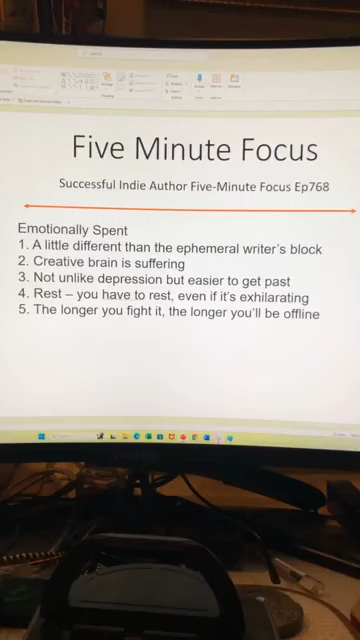 Five Minute Focus
Successful Indie Author Five-Minute Focus Ep768
Emotionally Spent
1. A little different than the ephemeral writer's block
2. Creative brain is suffering
3. Not unlike depression but easier to get past
4. Rest – you have to rest, even if it's exhilarating
5. The longer you fight it, the longer you'll be offline